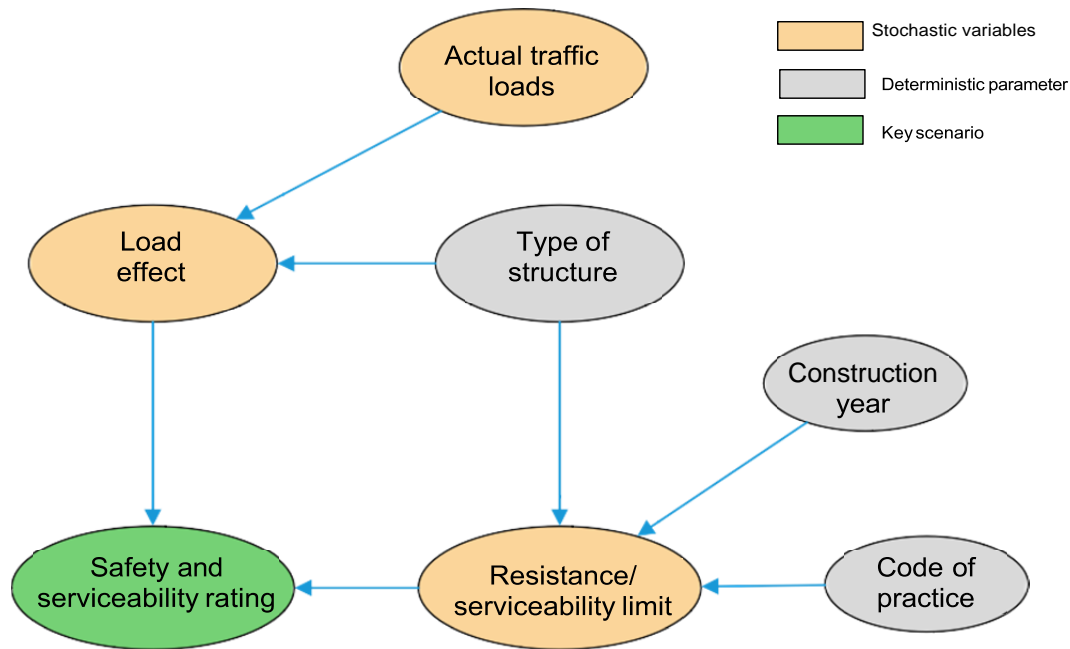 Actual traffic
loads
Stochastic variables
Deterministic parameter
Key scenario
Load
effect
Type of
structure
Construction
year
Safety and
serviceability rating
Resistance/
serviceability limit
Code of
practice